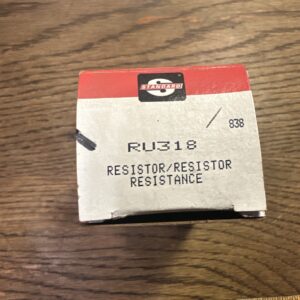 STANDARD
/ 838
RU318
RESISTOR/RESISTOR
RESISTANCE